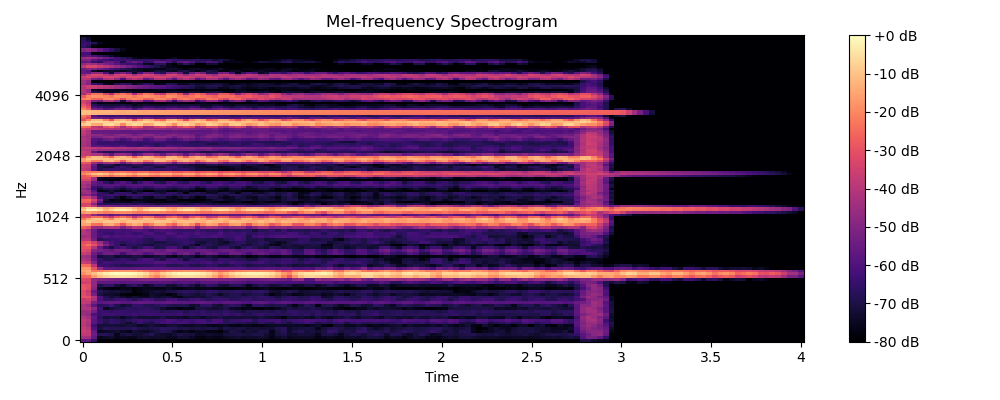 Mel-frequency Spectrogram
Hz
4096
2048
1024
512
0
0 0.5 1 1.5 2 2.5 3 3.5 4
Time
+0 dB
-10 dB
-20 dB
-30 dB
-40 dB
-50 dB
-60 dB
-70 dB
-80 dB